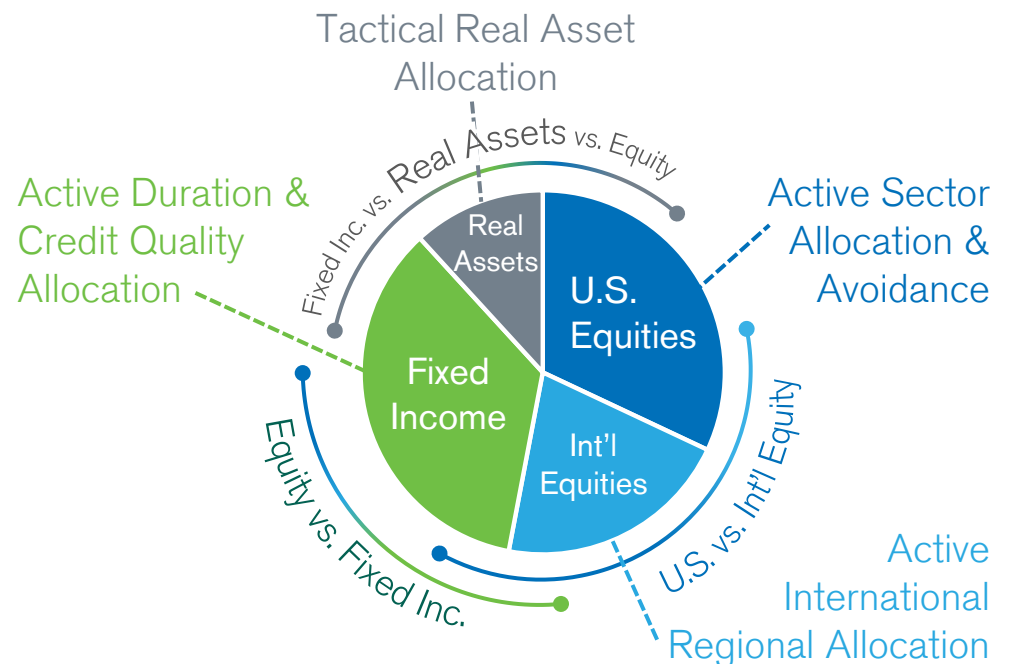 Tactical Real Asset
Allocation
Fixed Inc. vs. Real Assets vs. Equity
Active Duration &
Credit Quality
Allocation
Active Sector
Allocation &
Avoidance
Real
Assets
U.S.
Equities
Fixed
Income
Int'l
Equities
Equity vs. Fixed Inc.
U.S. vs. Int'l Equity
Active
International
Regional Allocation